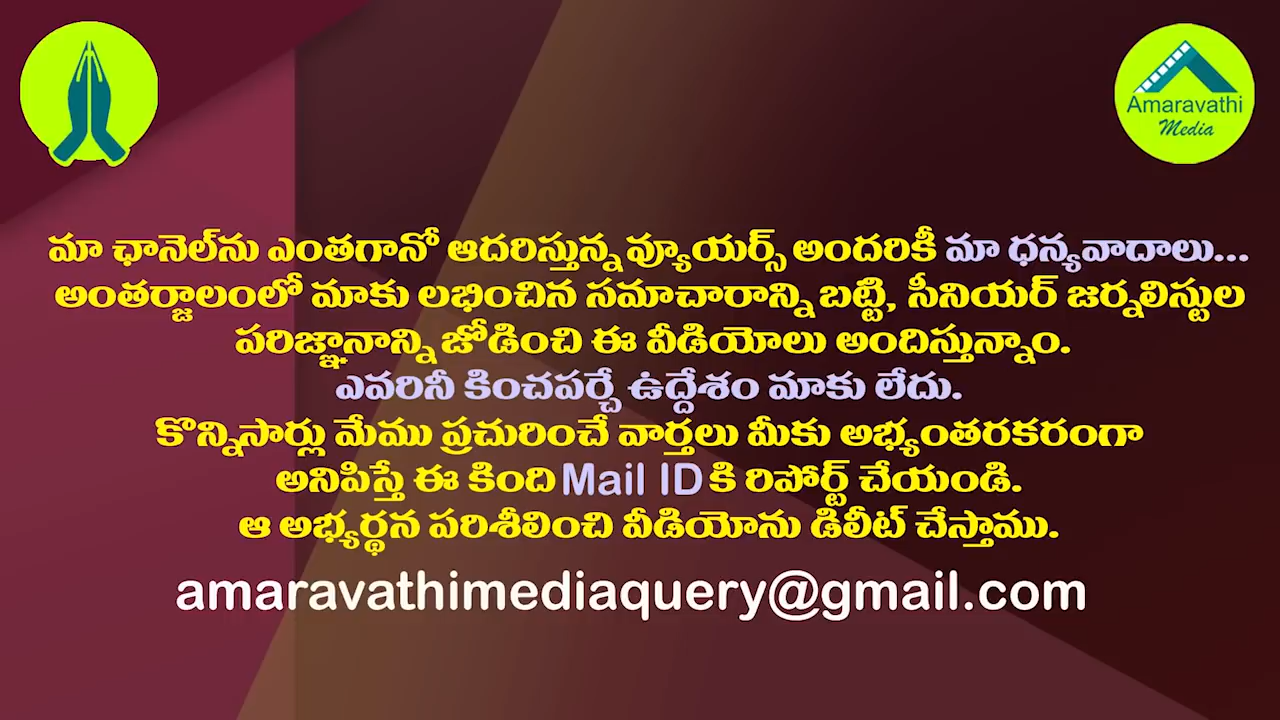 Amaravathi
Media
మా ఛానెల్‌ను ఎంతగానో ఆదరిస్తున్న వ్యూయర్స్ అందరికీ మా ధన్యవాదాలు...
అంతర్జాలంలో మాకు లభించిన సమాచారాన్ని బట్టి, సీనియర్ జర్నలిస్టుల
పరిజ్ఞానాన్ని జోడించి ఈ వీడియోలు అందిస్తున్నాం.
ఎవరినీ కించపర్చే ఉద్దేశం మాకు లేదు.
కొన్నిసార్లు మేము ప్రచురించే వార్తలు మీకు అభ్యంతరకరంగా
అనిపిస్తే ఈ కింది Mail ID కి రిపోర్ట్ చేయండి.
ఆ అభ్యర్థన పరిశీలించి వీడియోను డిలీట్ చేస్తాము.
amaravathimediaquery@gmail.com